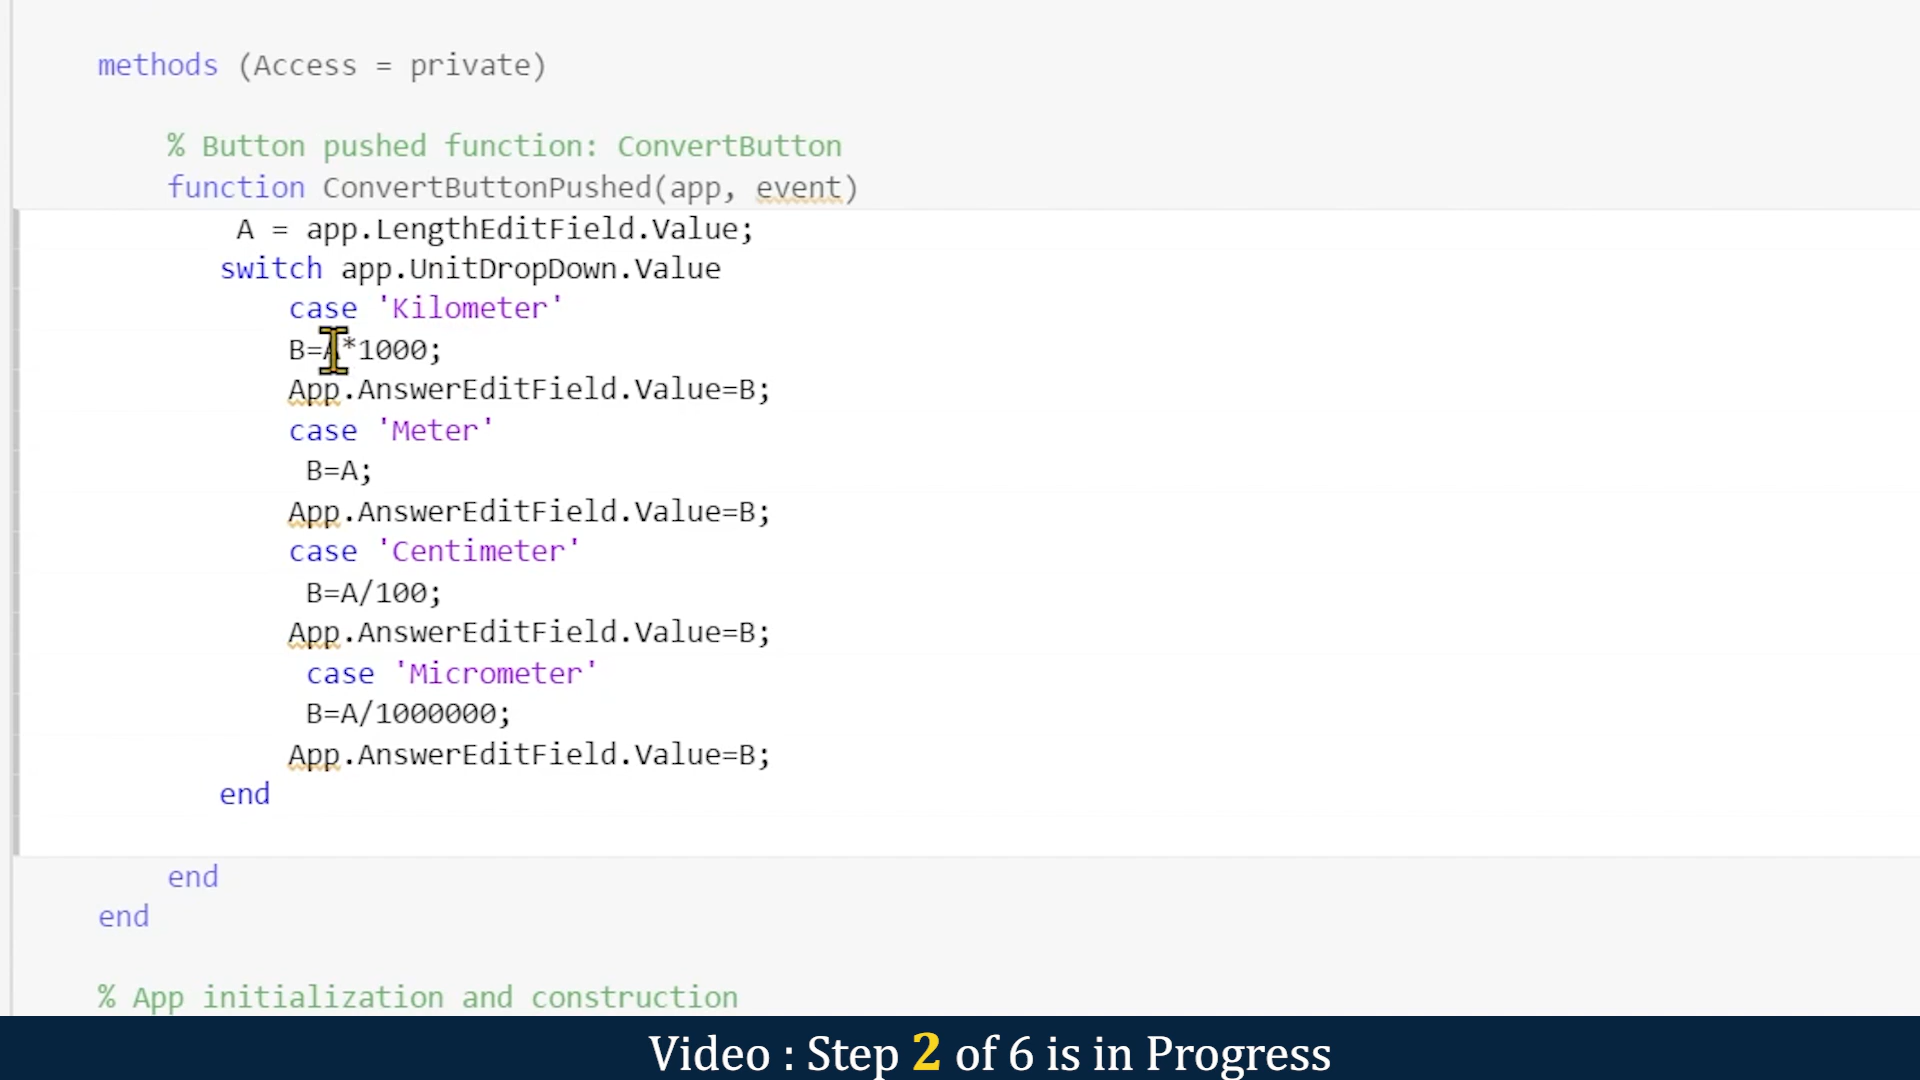 methods (Access = private)
% Button pushed function: ConvertButton
function ConvertButtonPushed(app, event)
A = app.LengthEditField.Value;
switch app.UnitDropDown.Value
case 'Kilometer'
B=A*1000;
App.AnswerEditField.Value=B;
case 'Meter'
B=A;
App.AnswerEditField.Value=B;
case 'Centimeter'
B=A/100;
App.AnswerEditField.Value=B;
case 'Micrometer'
B=A/1000000;
App.AnswerEditField.Value=B;
end
end
end
% App initialization and construction
Video : Step 2 of 6 is in Progress